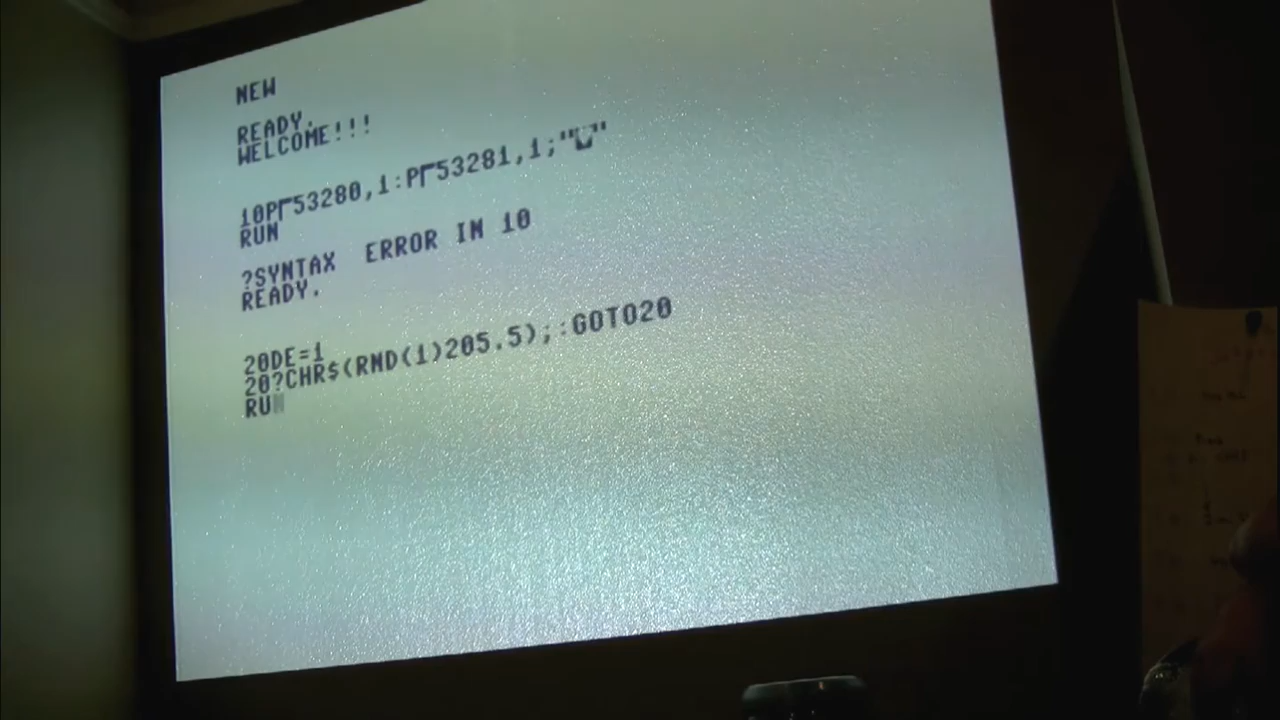 NEW
READY.
WELCOME!!!
10P┌53280,1:P┌53281,1;"
RUN
?SYNTAX  ERROR IN 10
READY.
20DE=1
20?CHR$(RND(1)205.5);:GOTO20
RU